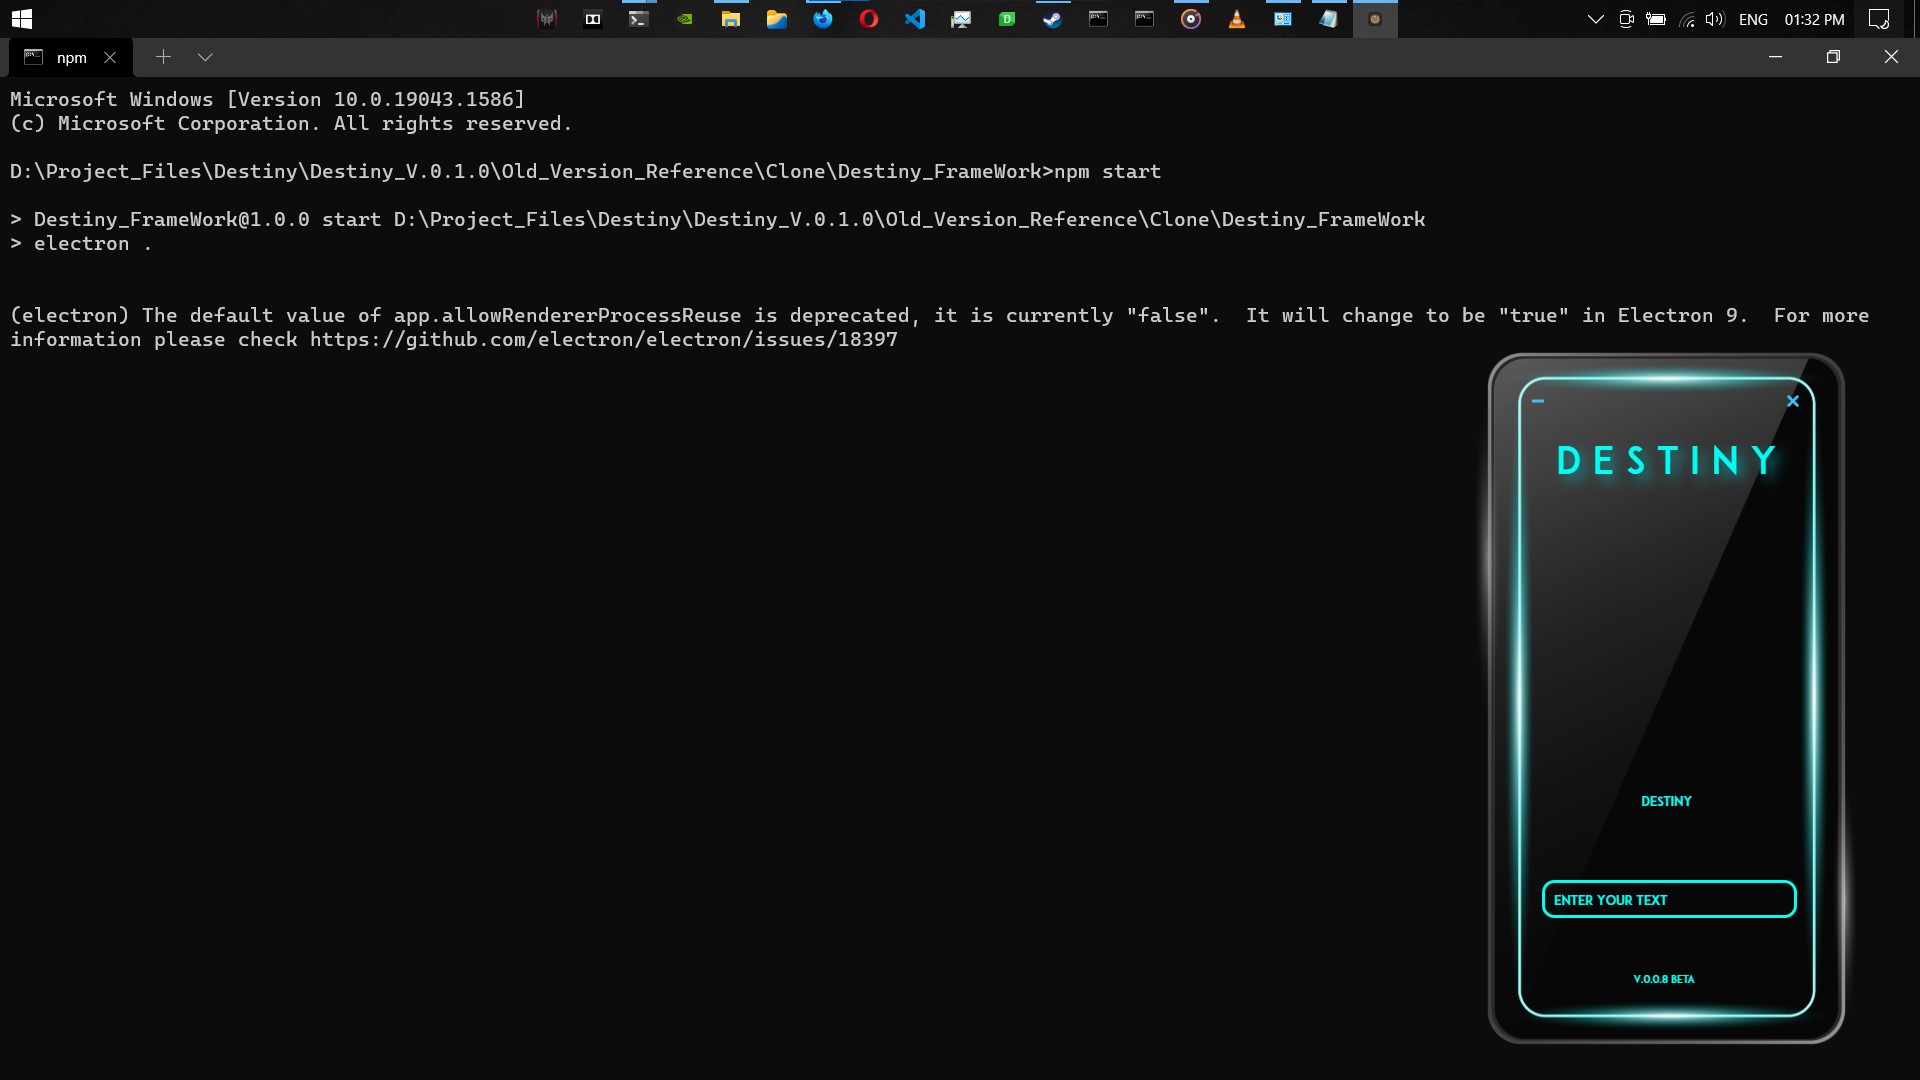 ENG 01:32 PM
npm
Microsoft Windows [Version 10.0.19043.1586]
(c) Microsoft Corporation. All rights reserved.
D:\Project_Files\Destiny\Destiny_V.0.1.0\Old_Version_Reference\Clone\Destiny_FrameWork>npm start
> Destiny_FrameWork@1.0.0 start D:\Project_Files\Destiny\Destiny_V.0.1.0\Old_Version_Reference\Clone\Destiny_FrameWork
> electron .
(electron) The default value of app.allowRendererProcessReuse is deprecated, it is currently "false".  It will change to be "true" in Electron 9.  For more
information please check https://github.com/electron/electron/issues/18397
DESTINY
DESTINY
ENTER YOUR TEXT
V.0.0.8 BETA